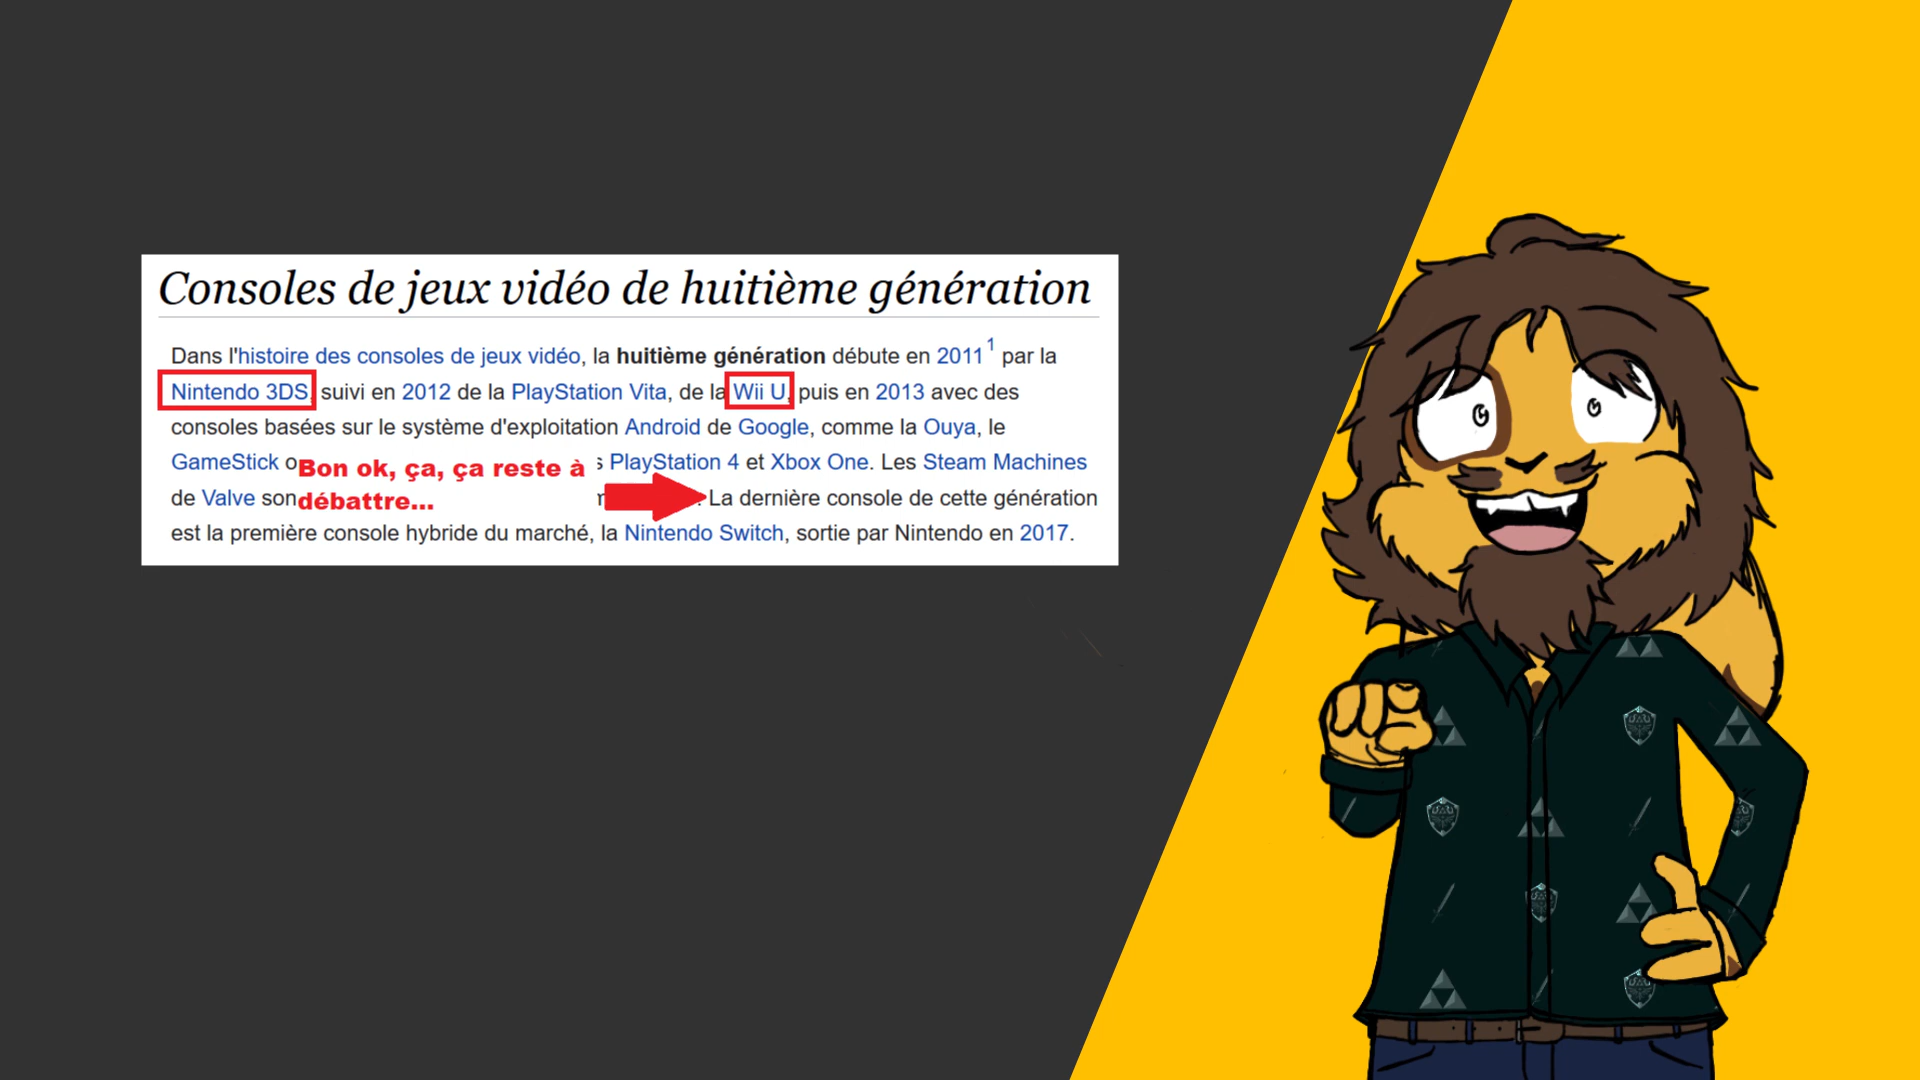 Consoles de jeux vidéo de huitième génération
Dans l'histoire des consoles de jeux vidéo, la huitième génération débute en 2011 1 par la
Nintendo 3DS, suivi en 2012 de la PlayStation Vita, de la Wii U, puis en 2013 avec des
consoles basées sur le système d'exploitation Android de Google, comme la Ouya, le
GameStick PlayStation 4 et Xbox One. Les Steam Machines
Bon ok, ça, ça reste à
débattre...
de Valve La dernière console de cette génération
est la première console hybride du marché, la Nintendo Switch, sortie par Nintendo en 2017.